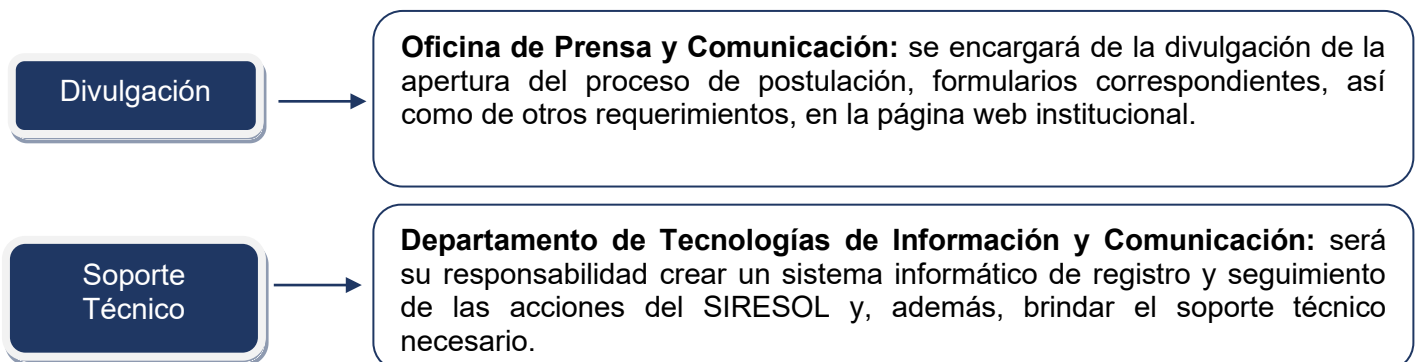 Divulgación
Oficina de Prensa y Comunicación: se encargará de la divulgación de la
apertura del proceso de postulación, formularios correspondientes, así
como de otros requerimientos, en la página web institucional.
Soporte
Técnico
Departamento de Tecnologías de Información y Comunicación: será
su responsabilidad crear un sistema informático de registro y seguimiento
de las acciones del SIRESOL y, además, brindar el soporte técnico
necesario.